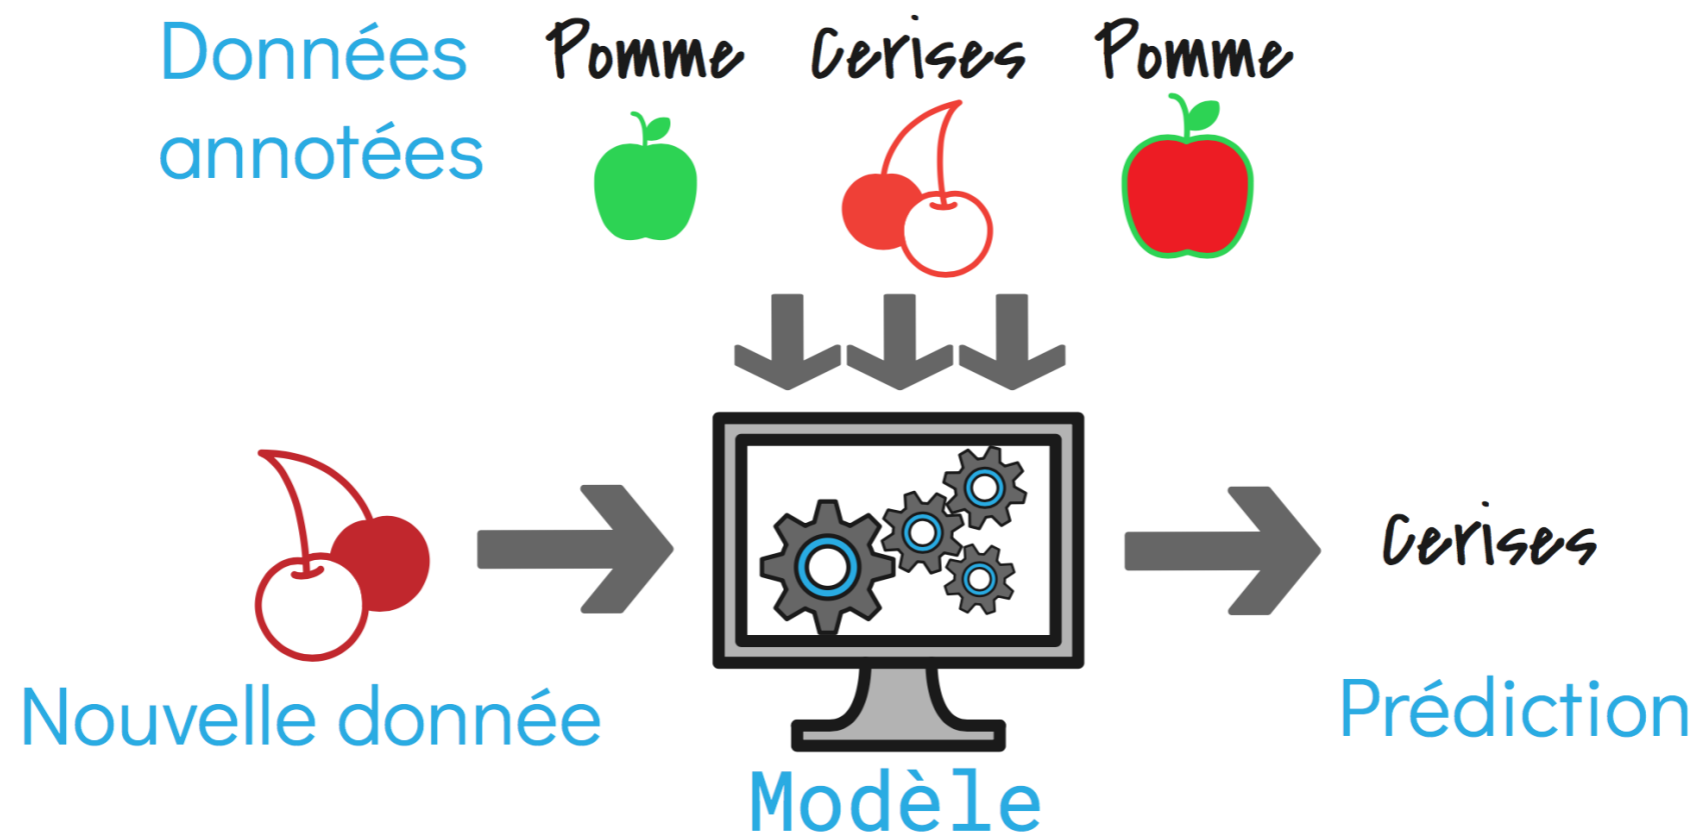 Données
annotées
Pomme
Cerises
Pomme
Cerises
Nouvelle donnée
Modèle
Prédiction